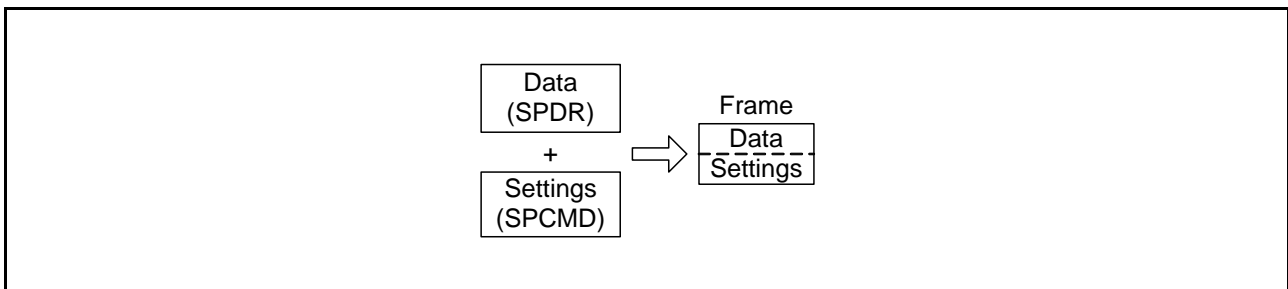 Data
(SPDR)
+
Settings
(SPCMD)
Frame
Data
Settings